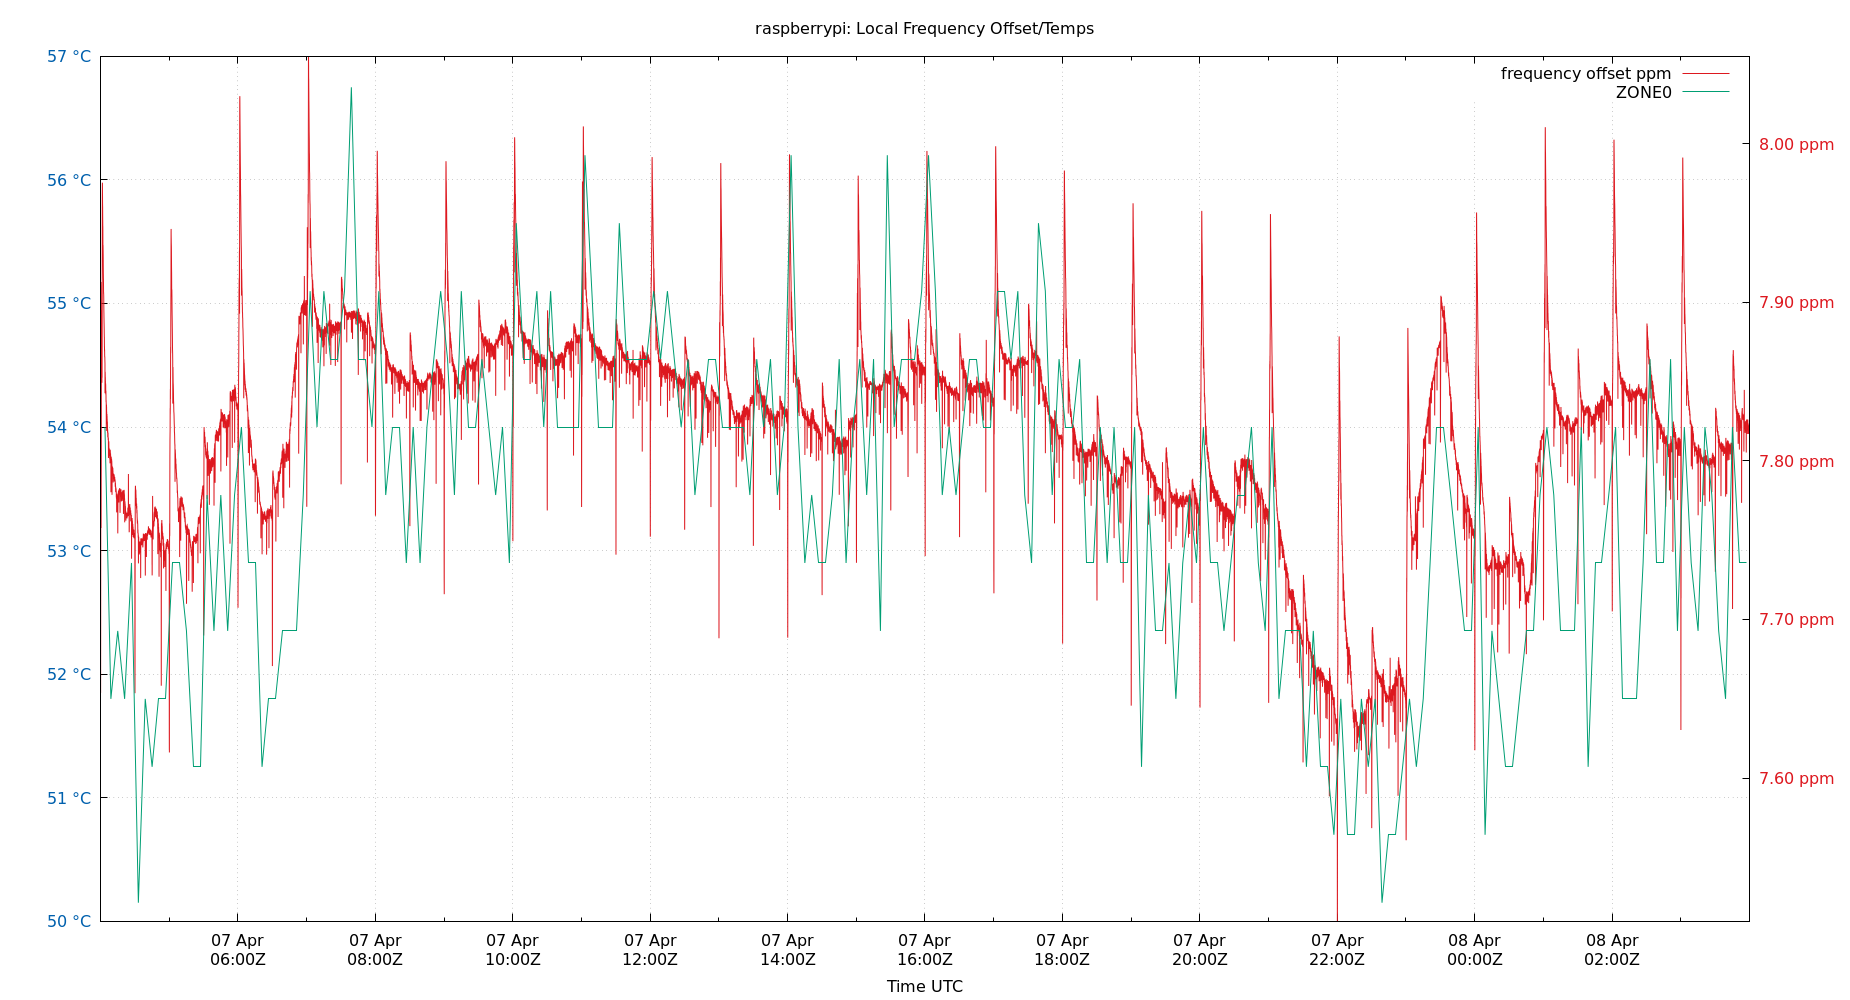 raspberrypi: Local Frequency Offset/Temps
57 °C
56 °C
55 °C
54 °C
53 °C
52 °C
51 °C
50 °C
frequency offset ppm
ZONE0
8.00 ppm
7.90 ppm
7.80 ppm
7.70 ppm
7.60 ppm
07 Apr
06:00Z
07 Apr
08:00Z
07 Apr
10:00Z
07 Apr
12:00Z
07 Apr
14:00Z
07 Apr
16:00Z
07 Apr
18:00Z
07 Apr
20:00Z
07 Apr
22:00Z
08 Apr
00:00Z
08 Apr
02:00Z
Time UTC